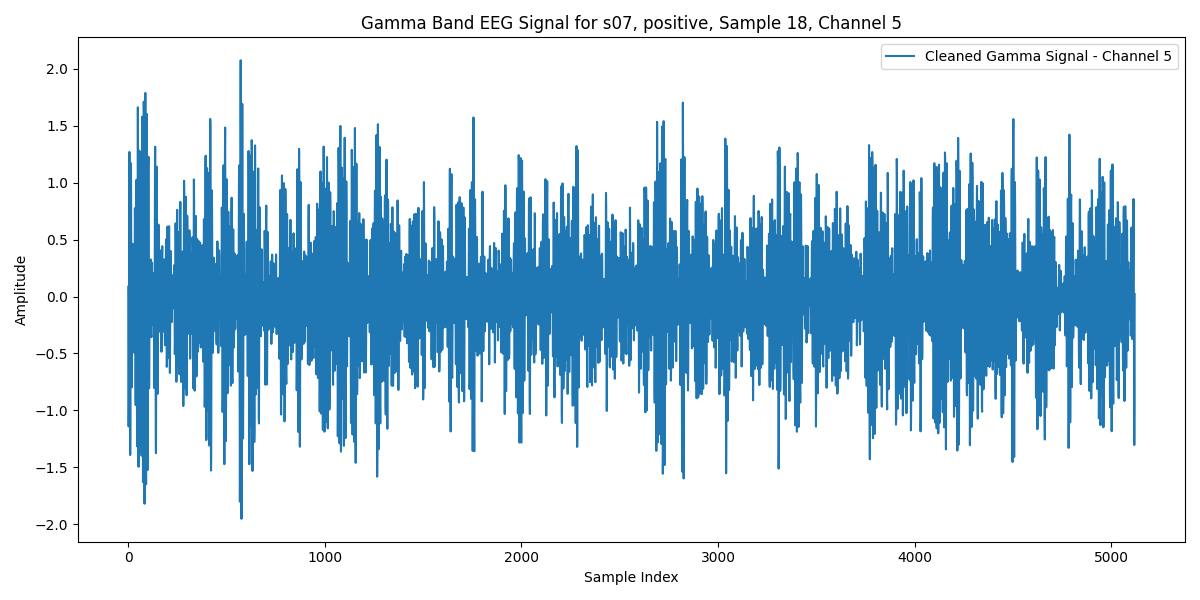 Gamma Band EEG Signal for s07, positive, Sample 18, Channel 5
Cleaned Gamma Signal - Channel 5
2.0
1.5
1.0
0.5
0.0
−0.5
−1.0
−1.5
−2.0
Amplitude
0 1000 2000 3000 4000 5000
Sample Index